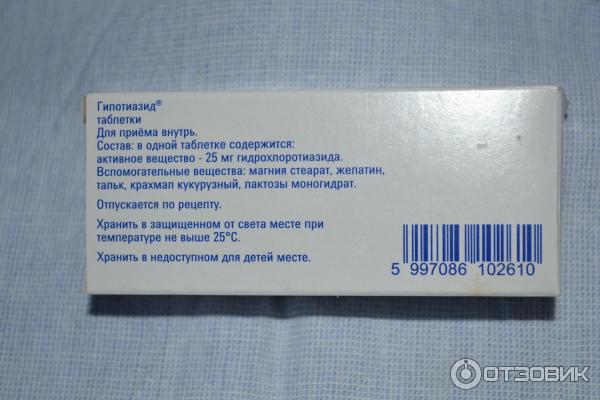 Гипотиазид®
таблетки
Для приёма внутрь.
Состав: в одной таблетке содержится:
активное вещество - 25 мг гидрохлоротиазида.
Вспомогательные вещества: магния стеарат, желатин,
тальк, крахмал кукурузный, лактозы моногидрат.
Отпускается по рецепту.
Хранить в защищенном от света месте при
температуре не выше 25°C.
Хранить в недоступном для детей месте.
5 997086 102610
ОТЗОВИК